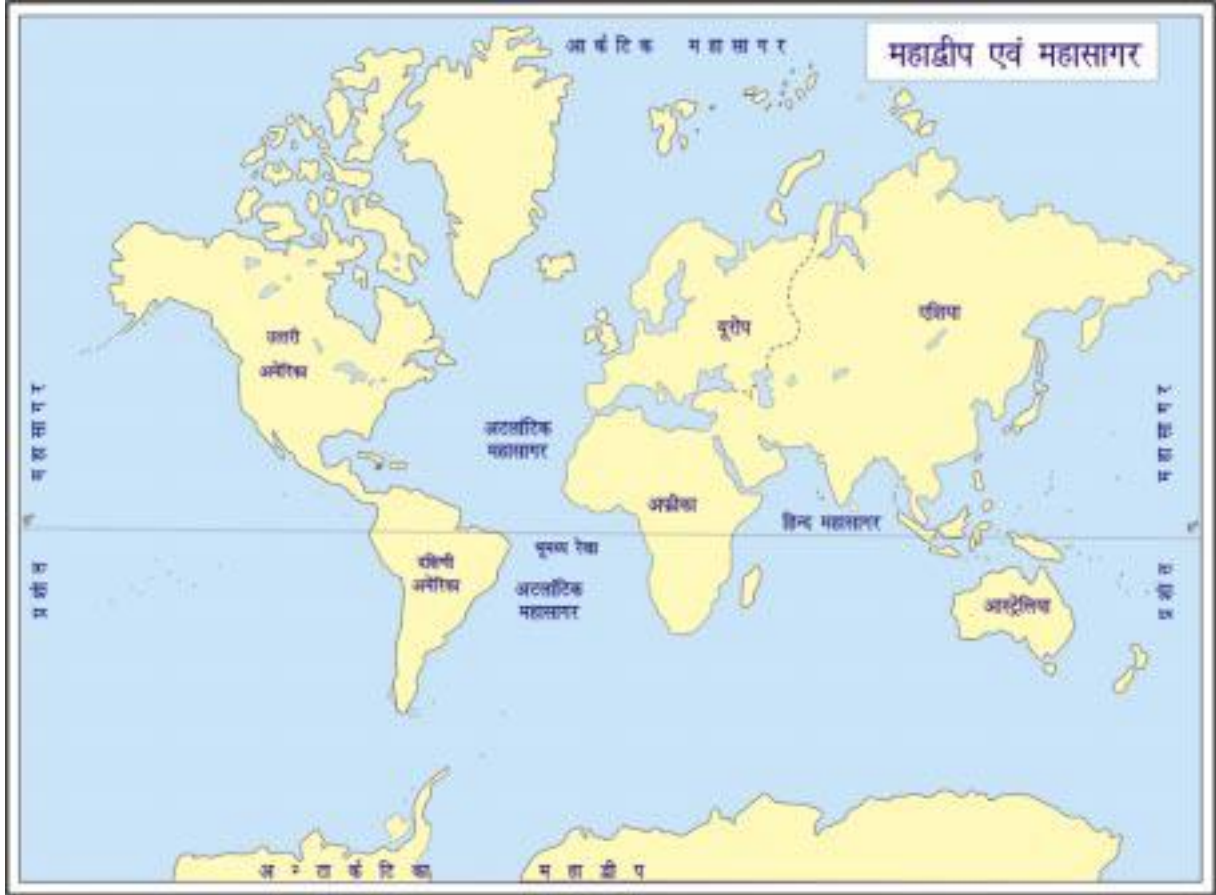 महाद्वीप एवं महासागर
आर्कटिक महासागर
उत्तरी
अमेरिका
यूरोप
एशिया
महासागर
महासागर
अटलांटिक
महासागर
अफ्रीका
हिन्द महासागर
भूमध्य रेखा
दक्षिणी
अमेरिका
अटलांटिक
महासागर
आस्ट्रेलिया
प्रशांत
प्रशांत
अन्टार्कटिका महाद्वीप